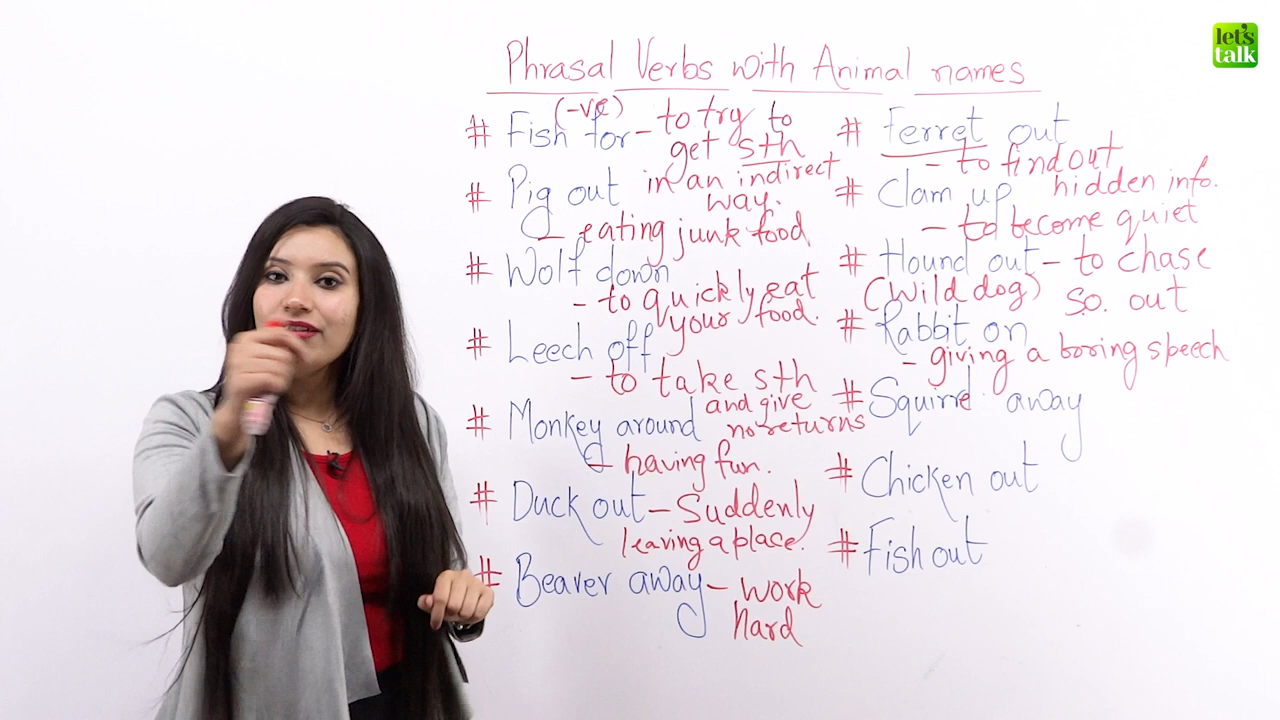 let's
talk
Phrasal Verbs with Animal names
(-ve)
# Fish for - to try to
get sth
in an indirect
way.
# Pig out
- eating junk food
# Wolf down
- to quickly eat
your food.
# Leech off
- to take sth
and give
no returns
# Monkey around
- having fun.
# Duck out - Suddenly
leaving a place.
# Beaver away - work
hard
# Ferret out
- to find out
hidden info.
# Clam up
- to become quiet
# Hound out - to chase
(Wild dog) so. out
# Rabbit on
- giving a boring speech
# Squirrel away
# Chicken out
# Fish out